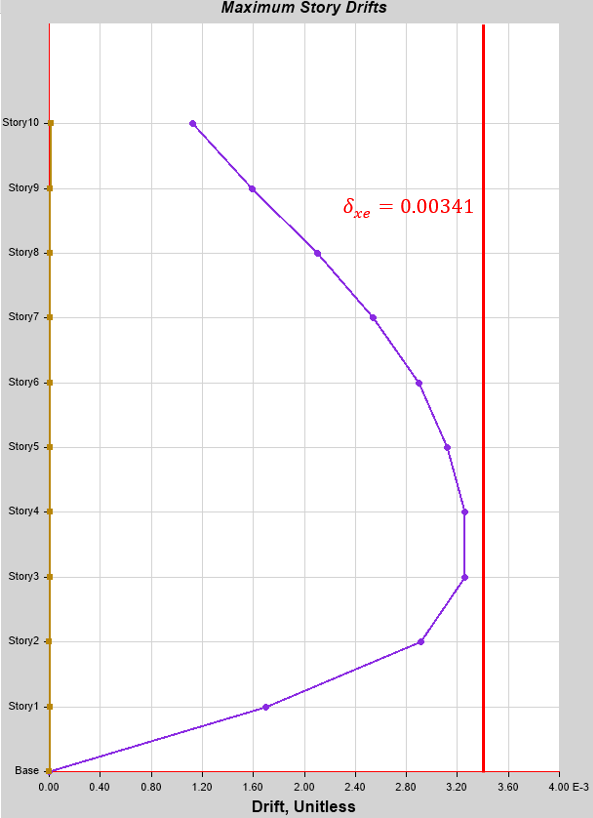 Maximum Story Drifts
Story10
Story9
δxe = 0.00341
Story8
Story7
Story6
Story5
Story4
Story3
Story2
Story1
Base
0.00 0.40 0.80 1.20 1.60 2.00 2.40 2.80 3.20 3.60 4.00 E-3
Drift, Unitless